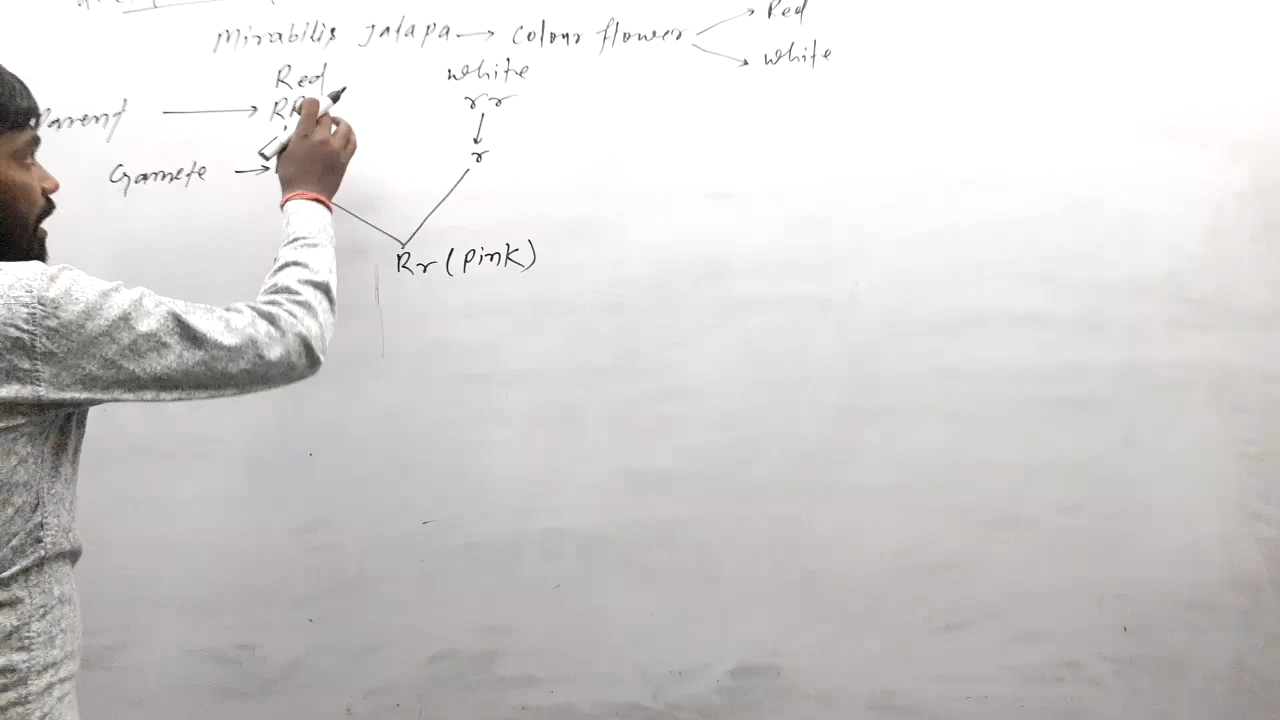 Mirabilis Jalapa → Colour flower Red
White
Red White
Parent → RR rr
r
Gamete →
Rr (Pink)